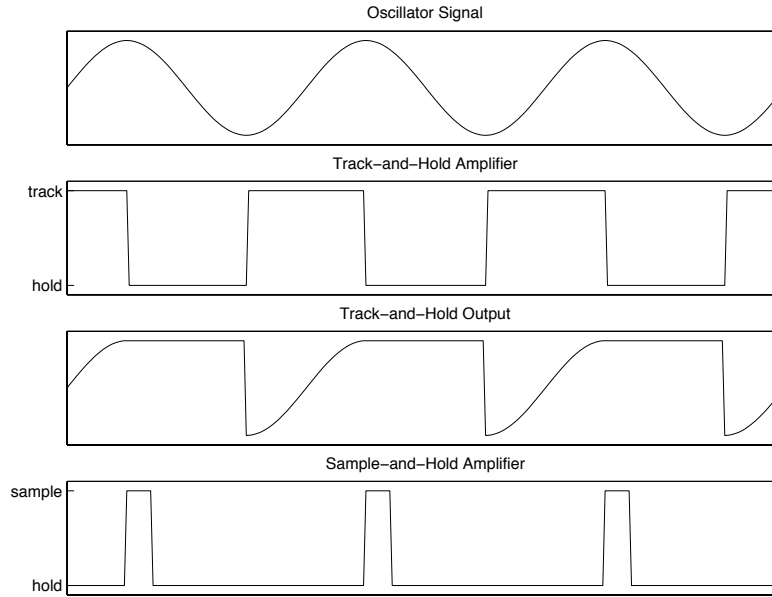 Oscillator Signal
Track−and−Hold Amplifier
track
hold
Track−and−Hold Output
Sample−and−Hold Amplifier
sample
hold